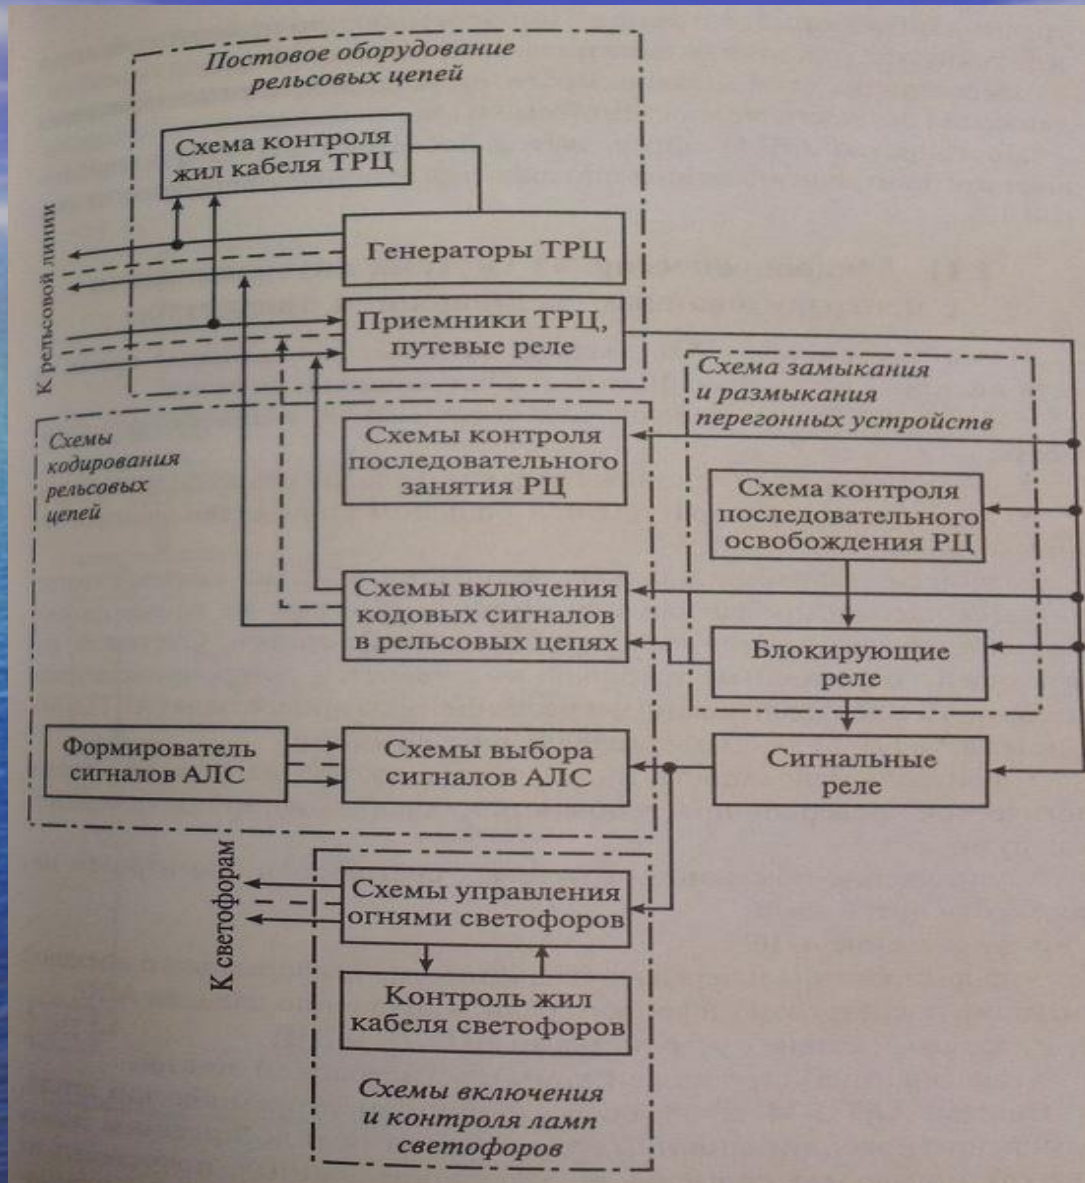 Постовое оборудование
рельсовых цепей
Схема контроля
жил кабеля ТРЦ
Генераторы ТРЦ
К рельсовой линии
Приемники ТРЦ,
путевые реле
Схема замыкания
и размыкания
перегонных устройств
Схемы
кодирования
рельсовых
цепей
Схемы контроля
последовательного
занятия РЦ
Схема контроля
последовательного
освобождения РЦ
Схемы включения
кодовых сигналов
в рельсовых цепях
Блокирующие
реле
Формирователь
сигналов АЛС
Схемы выбора
сигналов АЛС
Сигнальные
реле
К светофорам
Схемы управления
огнями светофоров
Контроль жил
кабеля светофоров
Схемы включения
и контроля ламп
светофоров